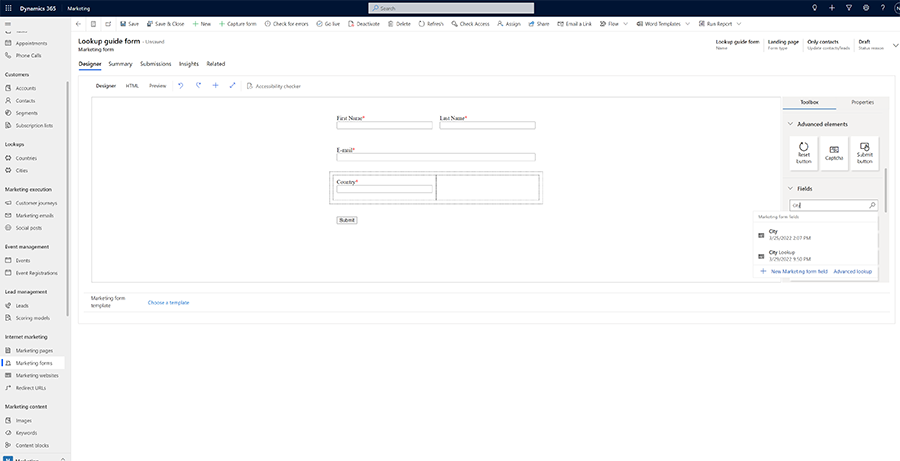 Dynamics 365 Marketing Search
Save Save & Close New Capture form Check for errors Go live Deactivate Delete Refresh Check Access Assign Share Email a Link Flow Word Templates Run Report
Appointments
Phone Calls
Customers
Accounts
Contacts
Segments
Subscription lists
Lookups
Countries
Cities
Marketing execution
Customer journeys
Marketing emails
Social posts
Event management
Events
Event Registrations
Lead management
Leads
Scoring models
Internet marketing
Marketing pages
Marketing forms
Marketing websites
Redirect URLs
Marketing content
Images
Keywords
Content blocks
Marketing
Lookup guide form - Unsaved
Marketing form
Lookup guide form
Name
Landing page
Form type
Only contacts
Update contacts/leads
Draft
Status reason
Designer Summary Submissions Insights Related
Designer HTML Preview Accessibility checker
First Name* Last Name*
E-mail*
Country*
Submit
Toolbox Properties
Advanced elements
Reset button
Captcha
Submit button
Fields
City
Marketing Form fields
City
3/25/2022 2:07 PM
City Lookup
3/29/2022 9:50 PM
New Marketing form field Advanced lookup
Marketing form
template
Choose a template